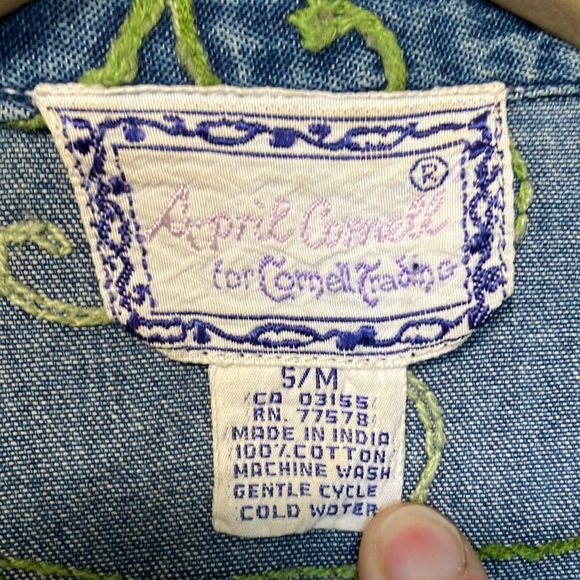 April Cornell ®
for Cornell Trading
S/M
CA 03155
RN. 77578
MADE IN INDIA
100% COTTON
MACHINE WASH
GENTLE CYCLE
COLD WATER